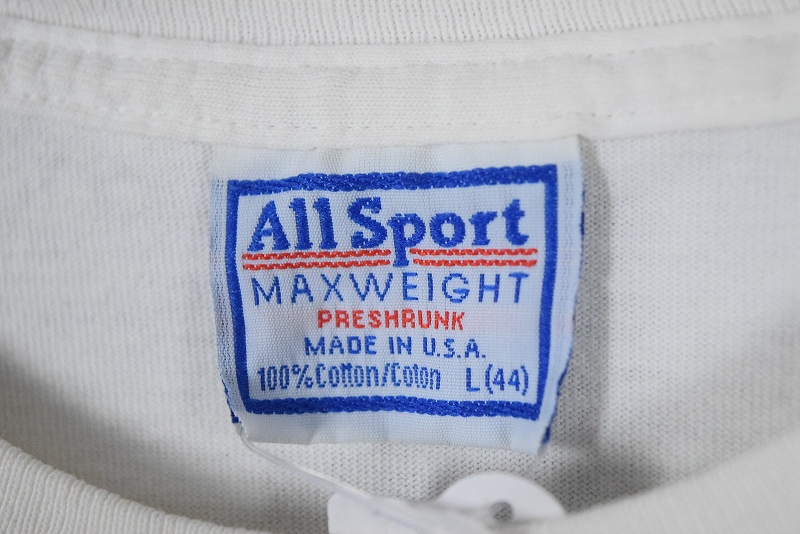 All Sport
MAXWEIGHT
PRESHRUNK
MADE IN U.S.A.
100% Cotton/Coton L (44)